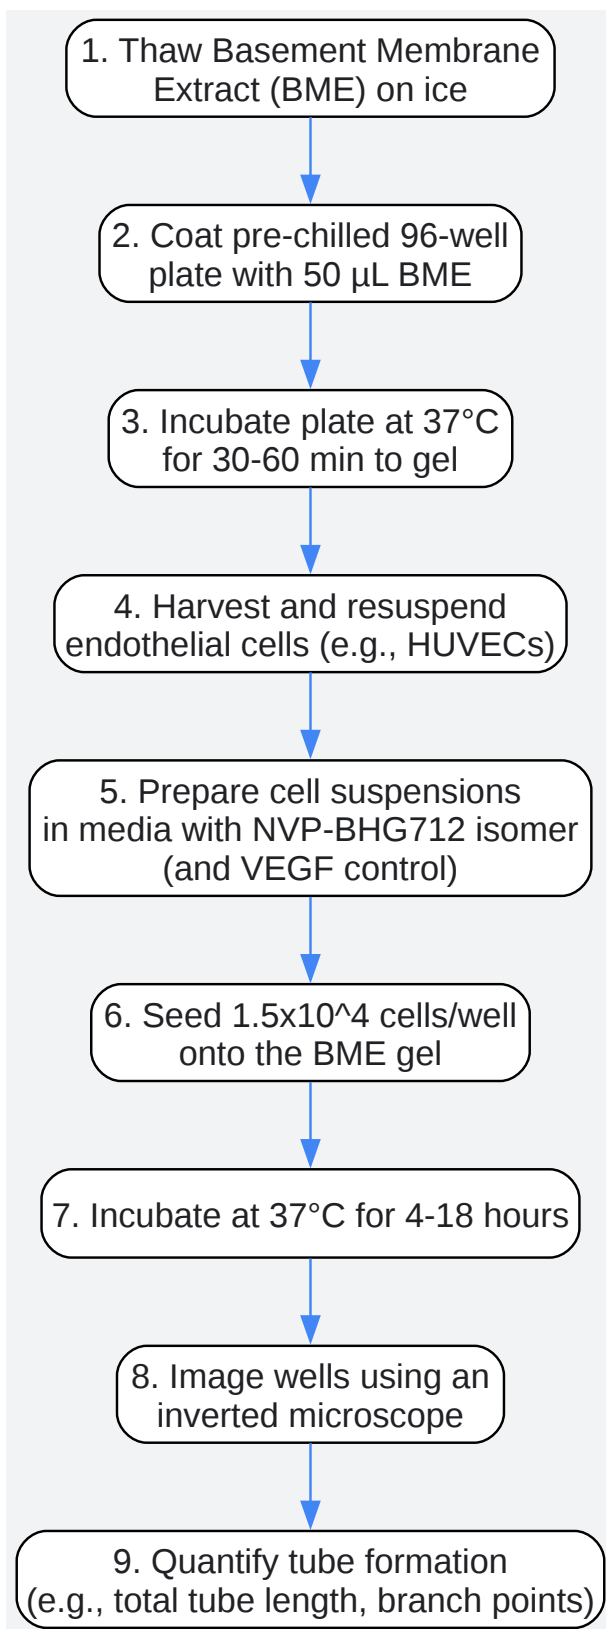 1. Thaw Basement Membrane
Extract (BME) on ice
2. Coat pre-chilled 96-well
plate with 50 µL BME
3. Incubate plate at 37°C
for 30-60 min to gel
4. Harvest and resuspend
endothelial cells (e.g., HUVECs)
5. Prepare cell suspensions
in media with NVP-BHG712 isomer
(and VEGF control)
6. Seed 1.5x10^4 cells/well
onto the BME gel
7. Incubate at 37°C for 4-18 hours
8. Image wells using an
inverted microscope
9. Quantify tube formation
(e.g., total tube length, branch points)